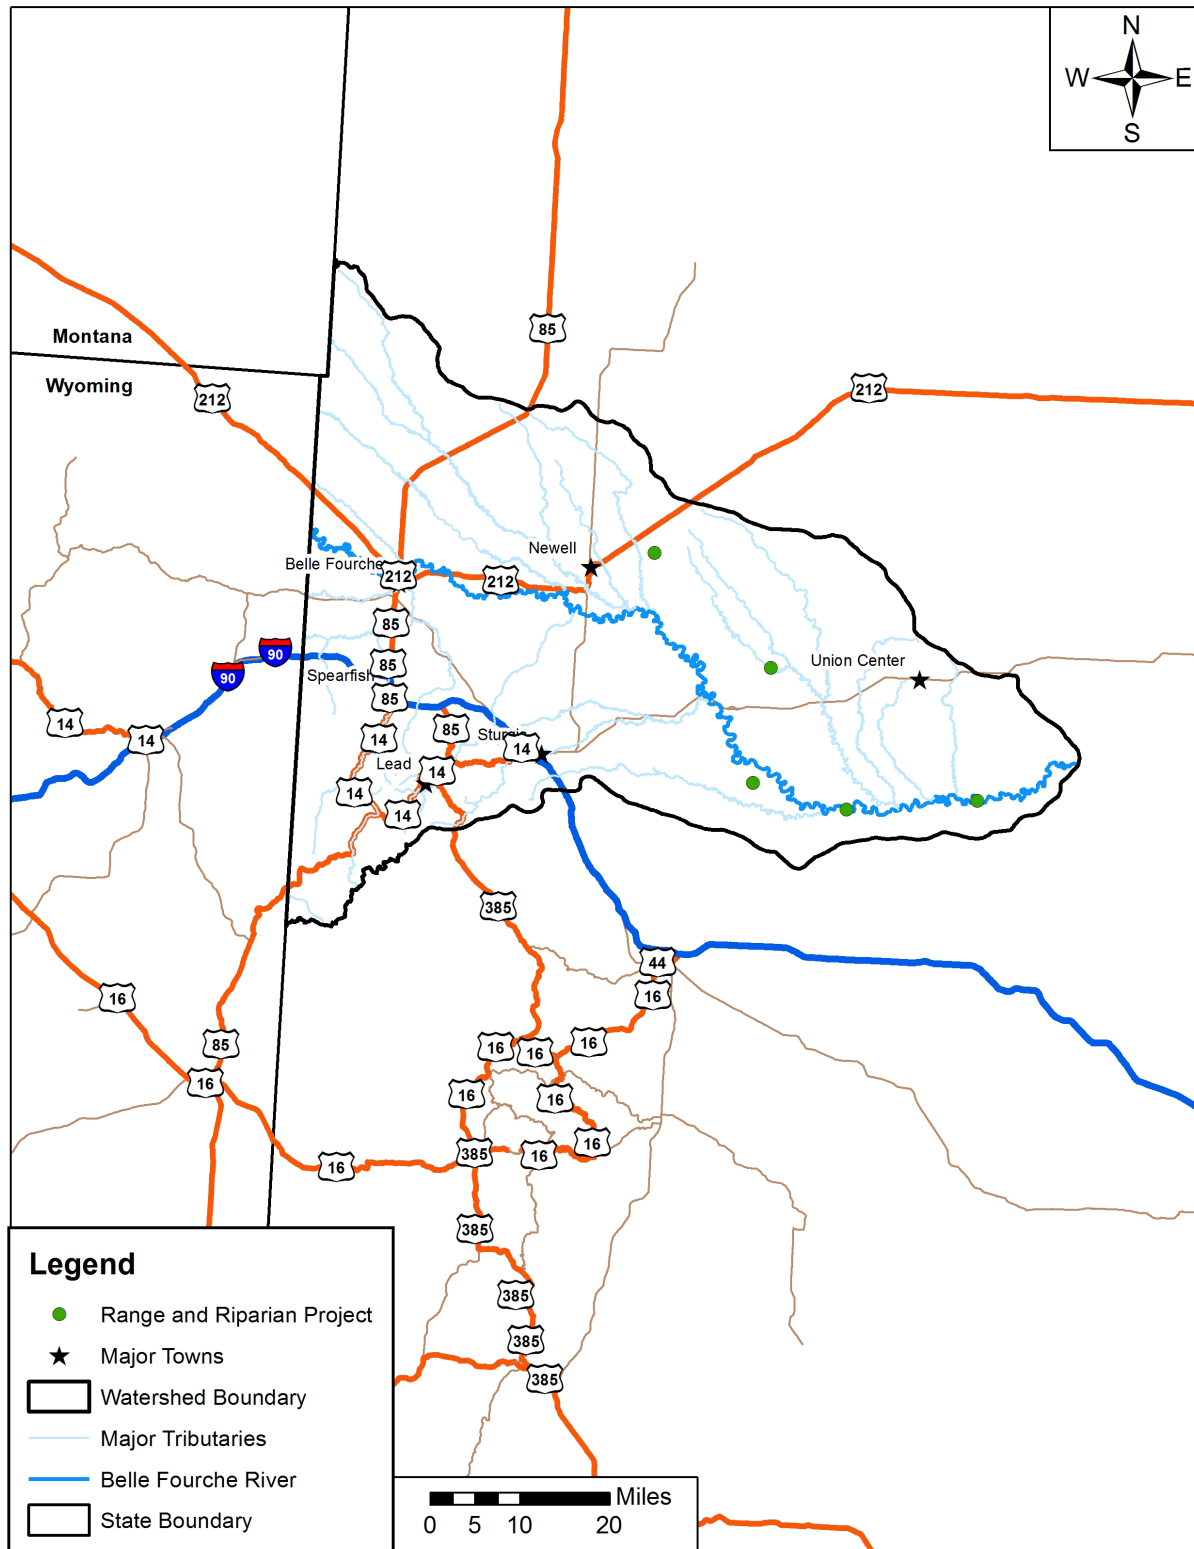 N
W E
S
85
Montana
Wyoming
212
212
Newell
Belle Fourche
212
212
85
90
85
Union Center
90
Spearfish
85
14
85
14
14
Sturgis
14
Lead
14
14
14
385
44
16
16
85
16
16
16
16
16
16
16
385
16
16
385
385
385
385
Legend
Range and Riparian Project
Major Towns
Watershed Boundary
Major Tributaries
Belle Fourche River
State Boundary
Miles
0 5 10 20